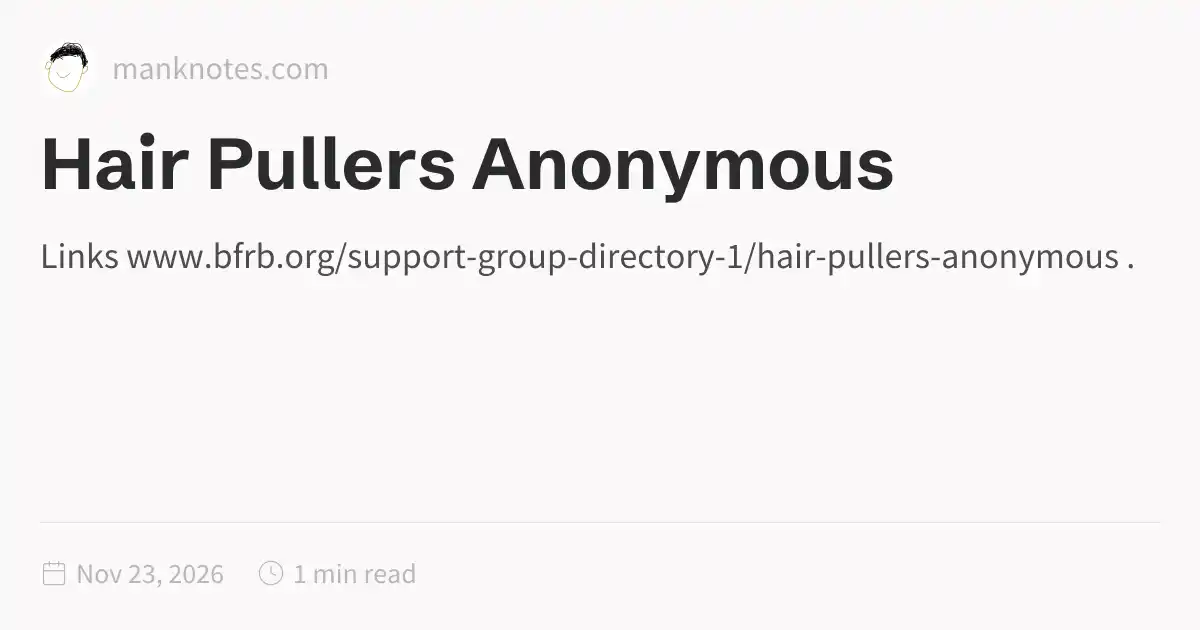 manknotes.com
Hair Pullers Anonymous
Links www.bfrb.org/support-group-directory-1/hair-pullers-anonymous .
Nov 23, 2026 1 min read